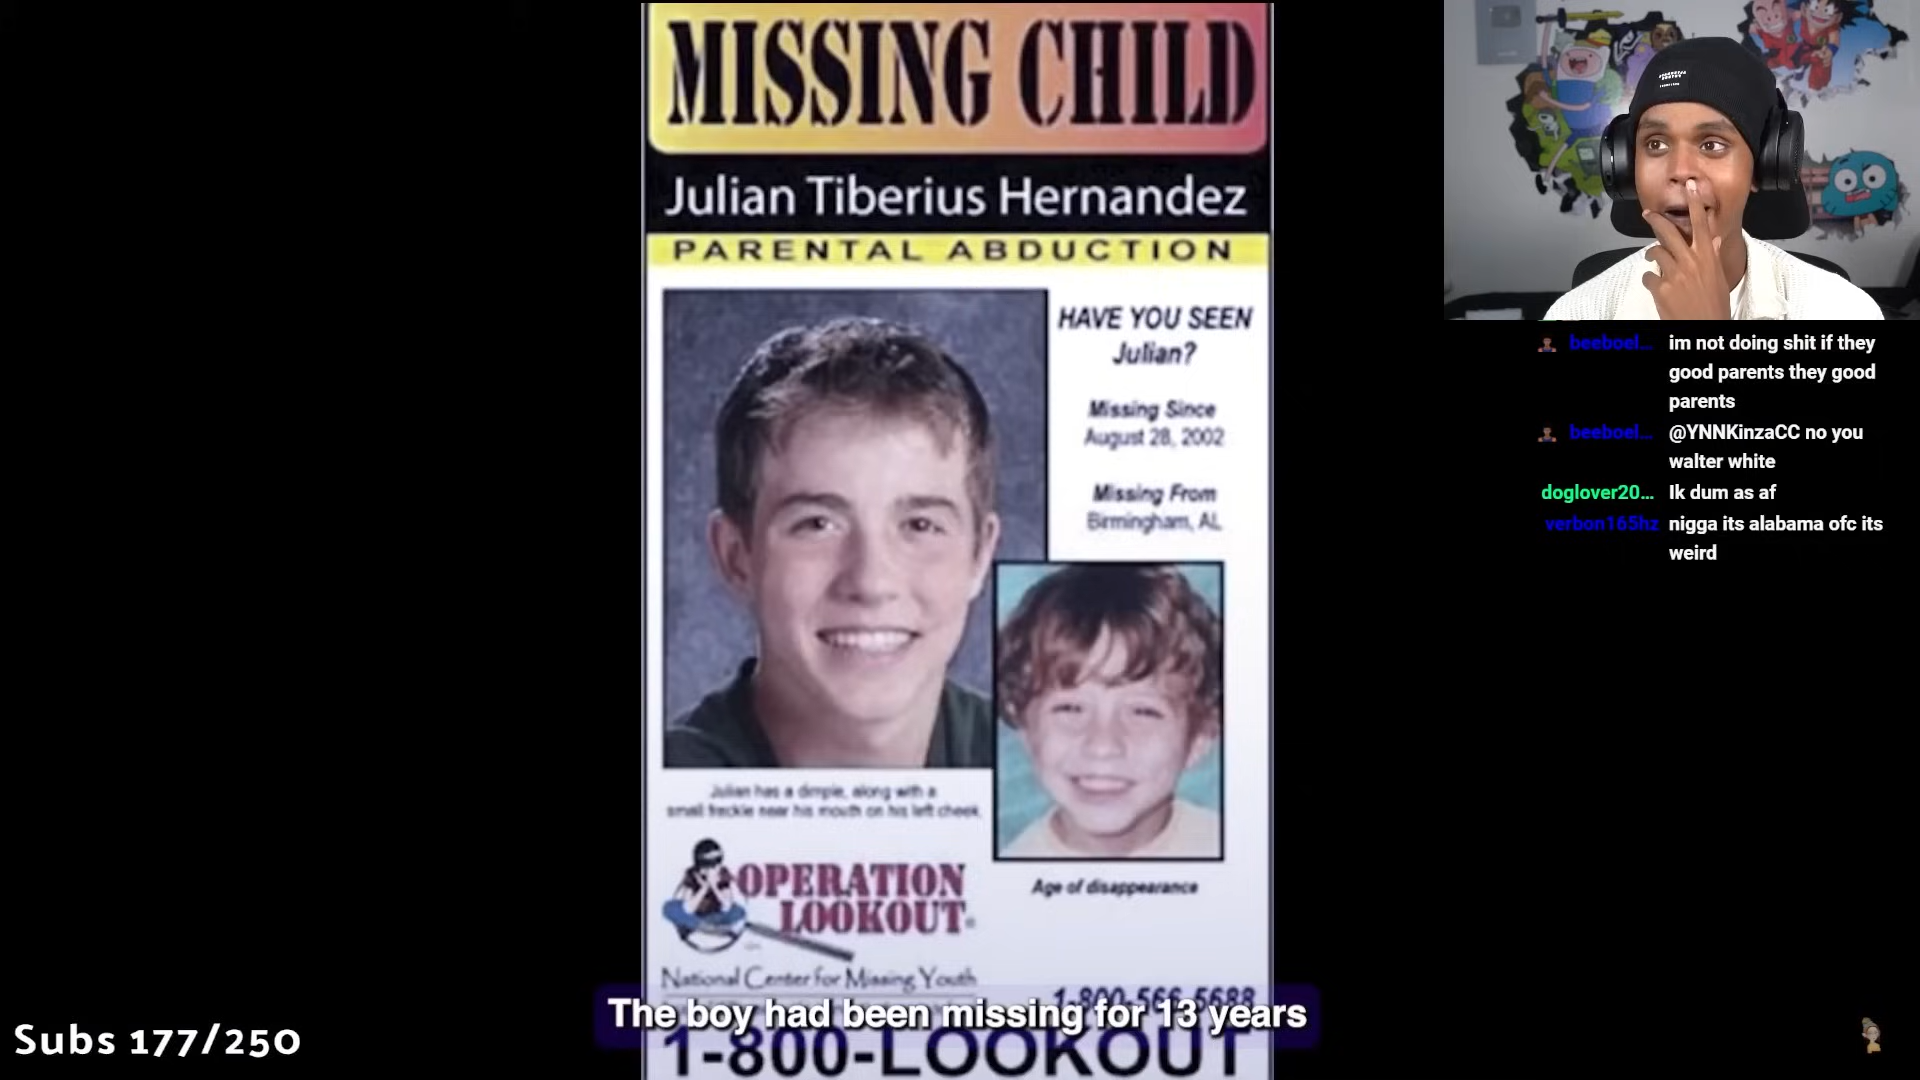 MISSING CHILD
Julian Tiberius Hernandez
PARENTAL ABDUCTION
HAVE YOU SEEN
Julian?
Missing Since
August 28, 2002
Missing From
Birmingham, AL
Julian has a dimple, along with a
small freckle near his mouth on his left cheek.
Age of disappearance
OPERATION
LOOKOUT
National Center for Missing Youth
1-800-566-5688
The boy had been missing for 13 years
1-800-LOOKOUT
Subs 177/250
beeboel... im not doing shit if they
good parents they good
parents
beeboel... @YNNKinzaCC no you
walter white
doglover20... Ik dum as af
verbon165hz nigga its alabama ofc its
weird